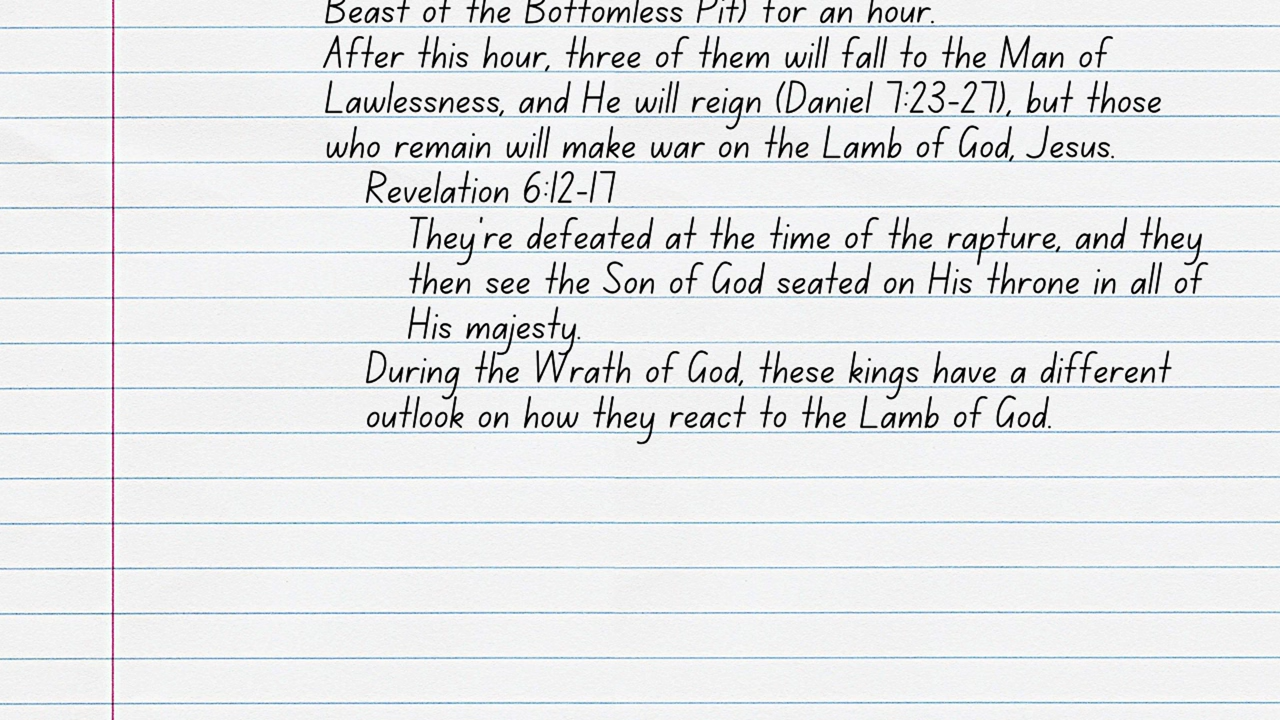 Beast of the Bottomless Pit) for an hour.
After this hour, three of them will fall to the Man of
Lawlessness, and He will reign (Daniel 7:23-27), but those
who remain will make war on the Lamb of God, Jesus.
Revelation 6:12-17
They're defeated at the time of the rapture, and they
then see the Son of God seated on His throne in all of
His majesty.
During the Wrath of God, these kings have a different
outlook on how they react to the Lamb of God.